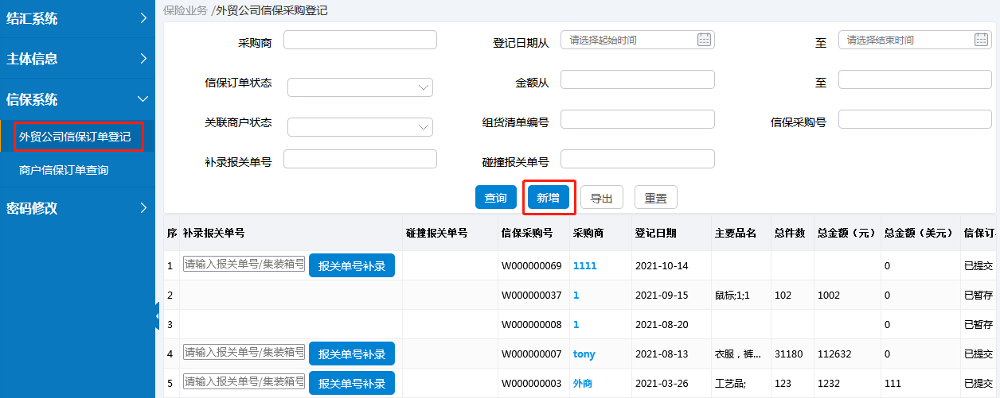 结汇系统
主体信息
信保系统
外贸公司信保订单登记
商户信保订单查询
密码修改
保险业务 /外贸公司信保采购登记
采购商 登记日期从 请选择起始时间 至 请选择结束时间
信保订单状态 金额从 至
关联商户状态 组货清单编号 信保采购号
补录报关单号 碰撞报关单号
查询 新增 导出 重置
序 补录报关单号 碰撞报关单号 信保采购号 采购商 登记日期 主要品名 总件数 总金额（元） 总金额（美元） 信保订
1 请输入报关单号/集装箱号 报关单号补录 W000000069 1111 2021-10-14 0 已提交
2 W000000037 1 2021-09-15 鼠标;1;1 102 1002 0 已暂存
3 W000000008 1 2021-08-20 0 已暂存
4 请输入报关单号/集装箱号 报关单号补录 W000000007 tony 2021-08-13 衣服，裤... 31180 112632 0 已提交
5 请输入报关单号/集装箱号 报关单号补录 W000000003 外商 2021-03-26 工艺品; 123 1232 111 已提交